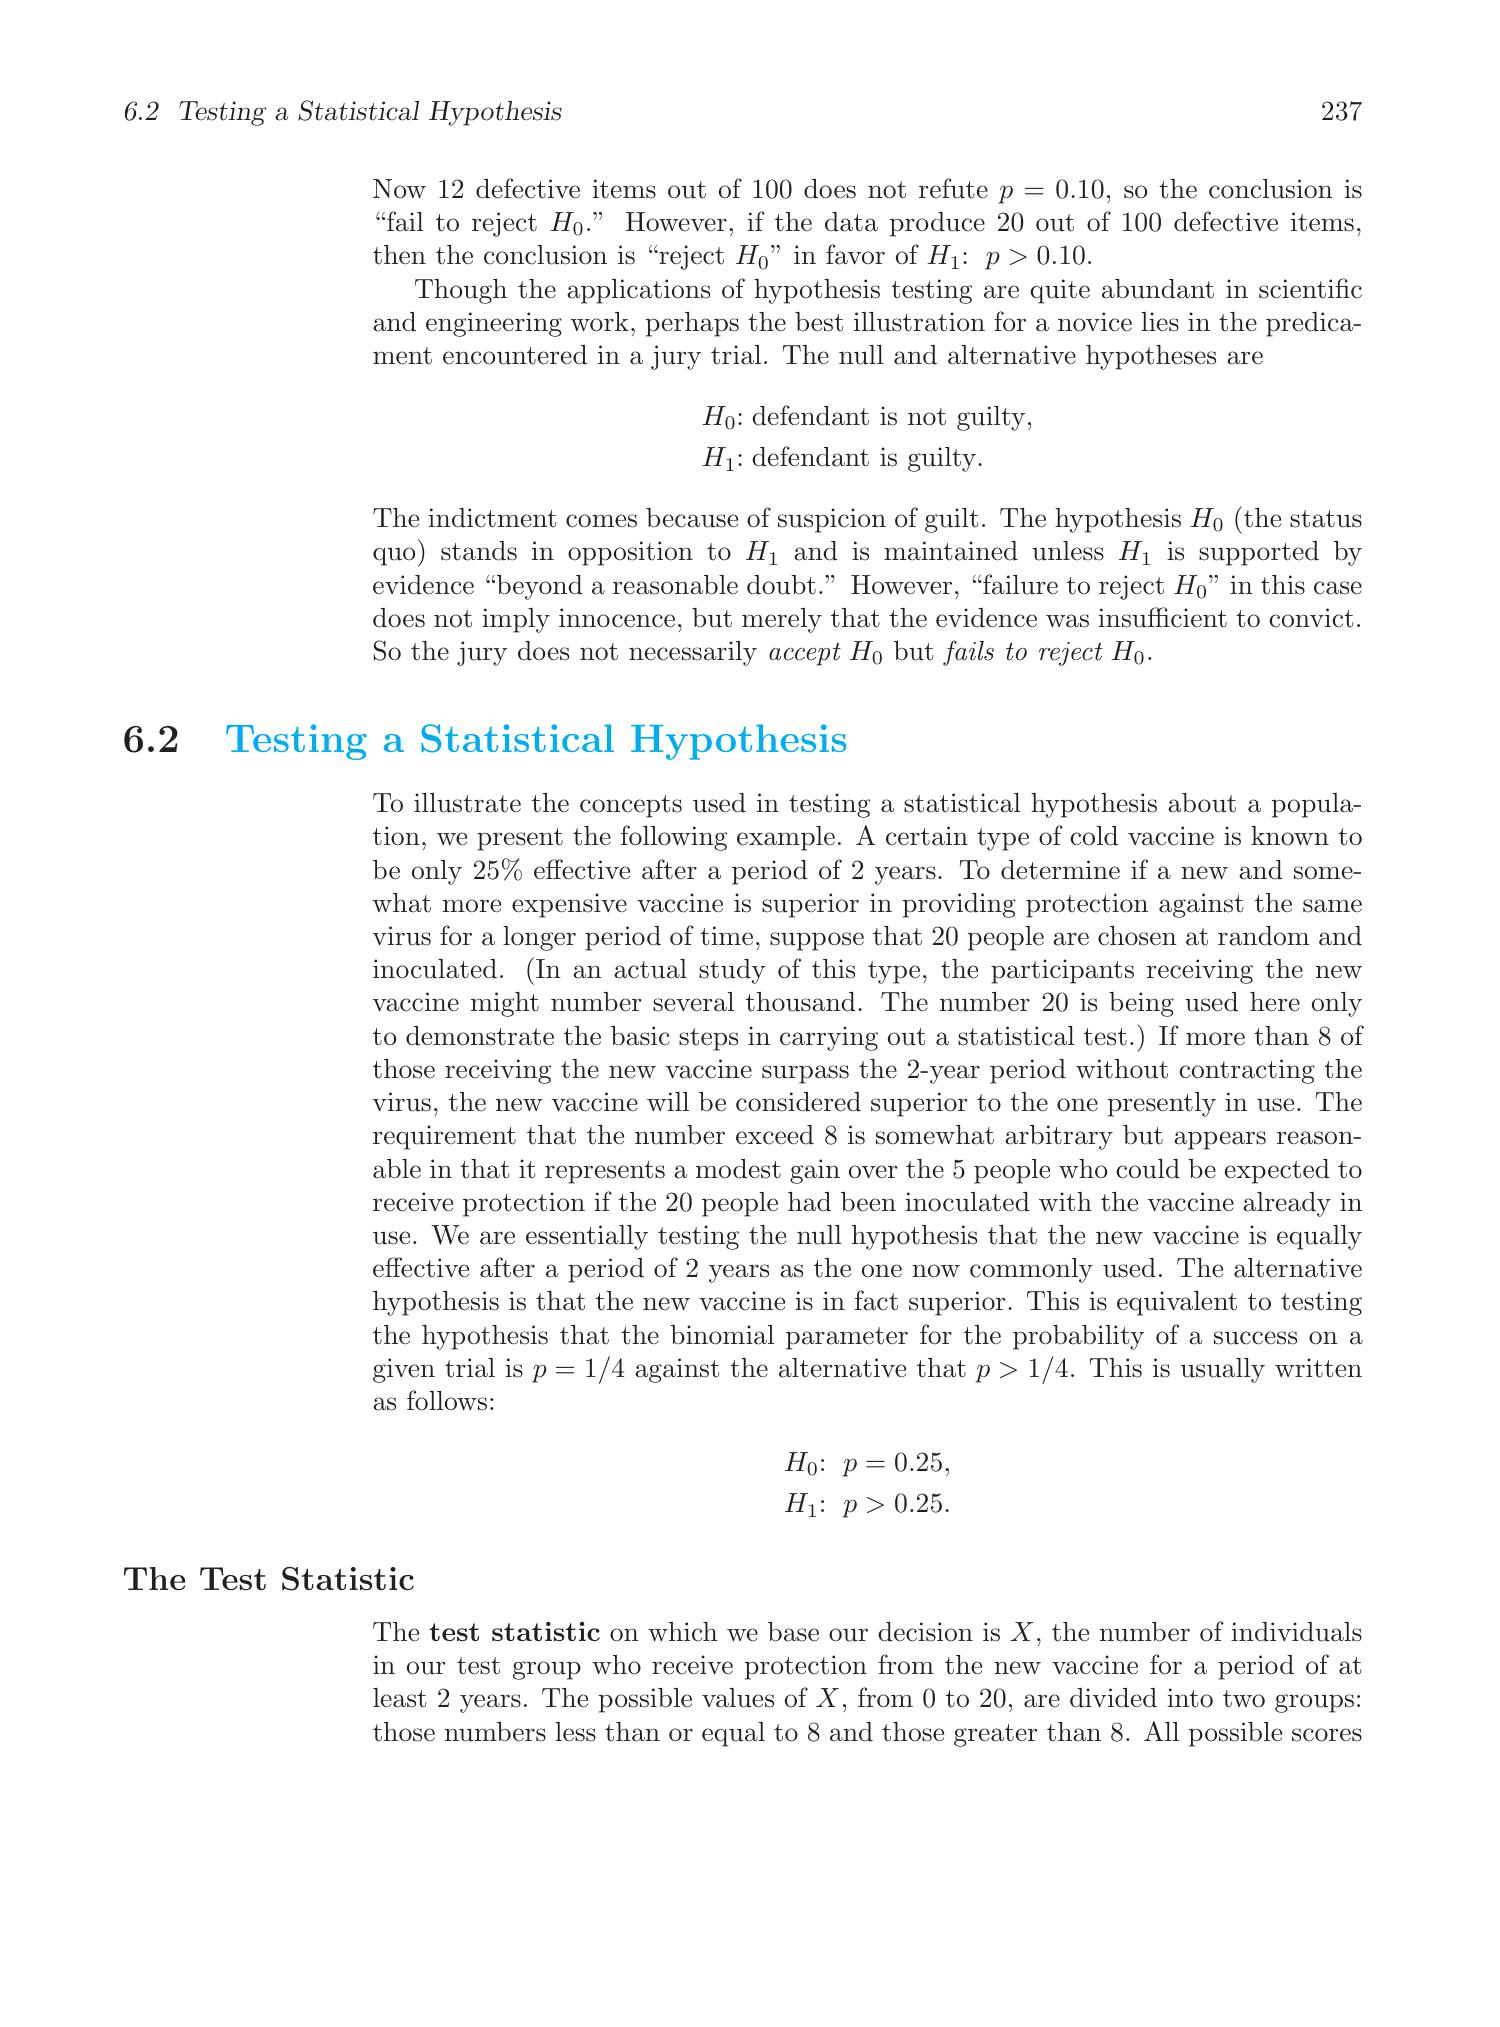 6.2 Testing a Statistical Hypothesis 237
Now 12 defective items out of 100 does not refute p = 0.10, so the conclusion is
“fail to reject H₀.” However, if the data produce 20 out of 100 defective items,
then the conclusion is “reject H₀” in favor of H₁: p > 0.10.
Though the applications of hypothesis testing are quite abundant in scientific
and engineering work, perhaps the best illustration for a novice lies in the predica-
ment encountered in a jury trial. The null and alternative hypotheses are
H₀: defendant is not guilty,
H₁: defendant is guilty.
The indictment comes because of suspicion of guilt. The hypothesis H₀ (the status
quo) stands in opposition to H₁ and is maintained unless H₁ is supported by
evidence “beyond a reasonable doubt.” However, “failure to reject H₀” in this case
does not imply innocence, but merely that the evidence was insufficient to convict.
So the jury does not necessarily accept H₀ but fails to reject H₀.
6.2 Testing a Statistical Hypothesis
To illustrate the concepts used in testing a statistical hypothesis about a popula-
tion, we present the following example. A certain type of cold vaccine is known to
be only 25% effective after a period of 2 years. To determine if a new and some-
what more expensive vaccine is superior in providing protection against the same
virus for a longer period of time, suppose that 20 people are chosen at random and
inoculated. (In an actual study of this type, the participants receiving the new
vaccine might number several thousand. The number 20 is being used here only
to demonstrate the basic steps in carrying out a statistical test.) If more than 8 of
those receiving the new vaccine surpass the 2-year period without contracting the
virus, the new vaccine will be considered superior to the one presently in use. The
requirement that the number exceed 8 is somewhat arbitrary but appears reason-
able in that it represents a modest gain over the 5 people who could be expected to
receive protection if the 20 people had been inoculated with the vaccine already in
use. We are essentially testing the null hypothesis that the new vaccine is equally
effective after a period of 2 years as the one now commonly used. The alternative
hypothesis is that the new vaccine is in fact superior. This is equivalent to testing
the hypothesis that the binomial parameter for the probability of a success on a
given trial is p = 1/4 against the alternative that p > 1/4. This is usually written
as follows:
H₀: p = 0.25,
H₁: p > 0.25.
The Test Statistic
The test statistic on which we base our decision is X, the number of individuals
in our test group who receive protection from the new vaccine for a period of at
least 2 years. The possible values of X, from 0 to 20, are divided into two groups:
those numbers less than or equal to 8 and those greater than 8. All possible scores